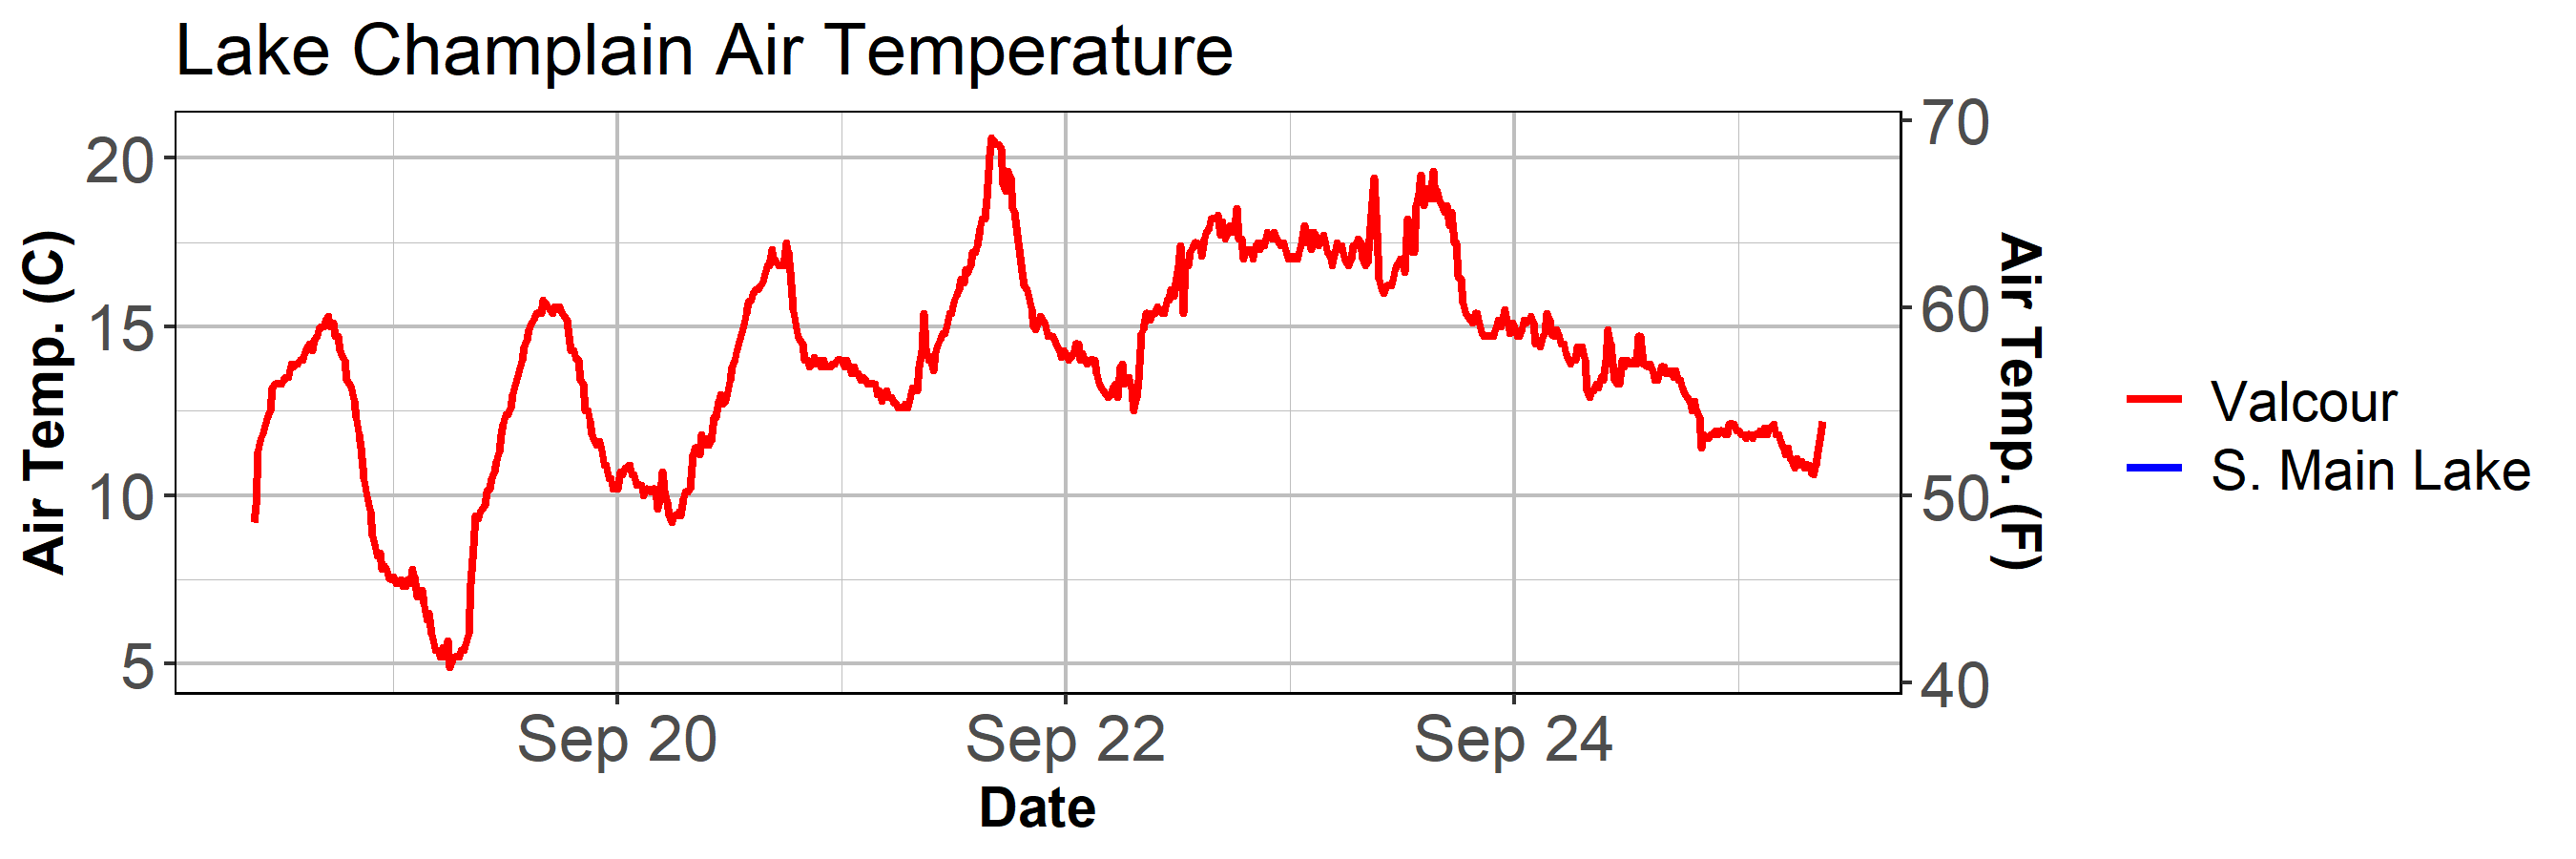 Lake Champlain Air Temperature
Air Temp. (C)
20
15
10
5
70
60
50
40
Air Temp. (F)
Sep 20
Sep 22
Sep 24
Date
Valcour
S. Main Lake